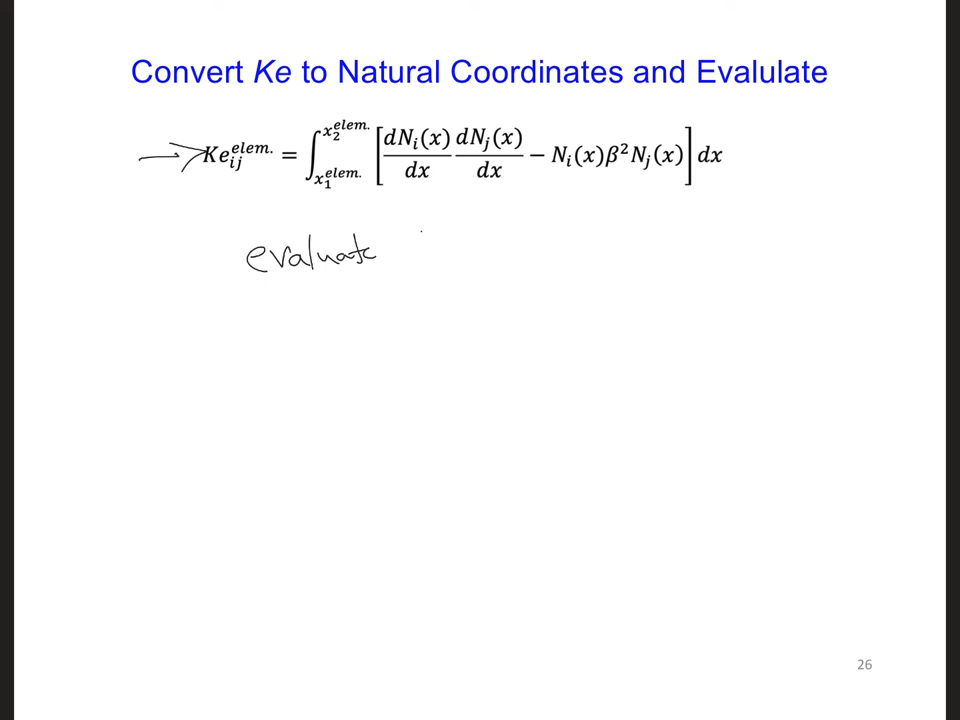 Convert Ke to Natural Coordinates and Evalulate
Ke_{ij}^{elem.} = ∫_{x_1^{elem.}}^{x_2^{elem.}} [ dN_i(x)/dx dN_j(x)/dx − N_i(x)β²N_j(x) ] dx
evaluate
26